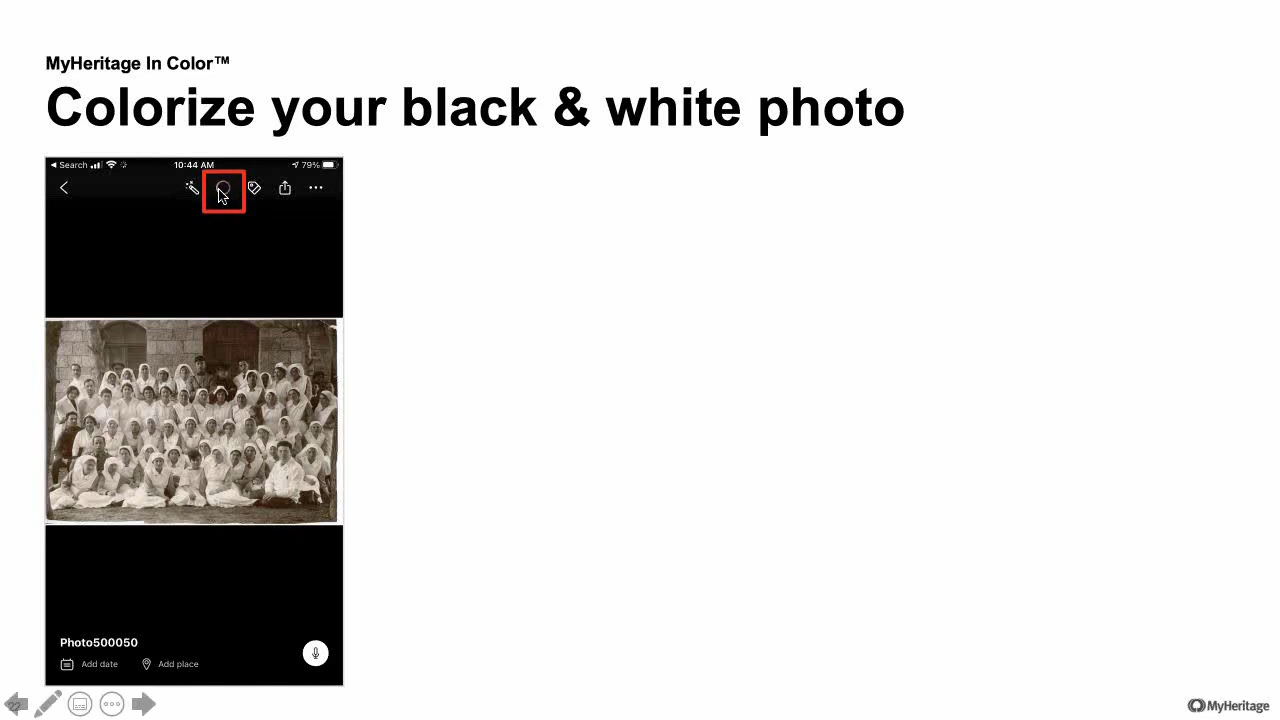 MyHeritage In Color™
Colorize your black & white photo
Search
10:44 AM
79%
Photo500050
Add date
Add place
22
MyHeritage